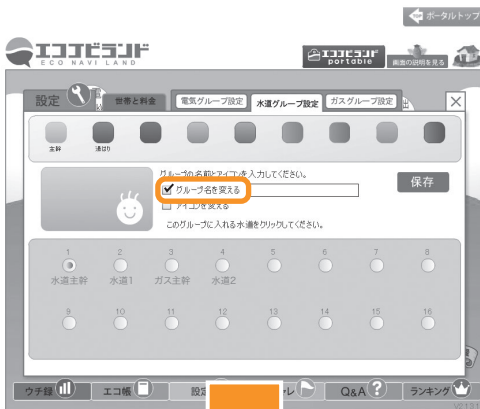 ポータルトップ
エココナビランド
ECO NAVI LAND
portable
画面の説明を見る
設定
世帯と料金
電気グループ設定
水道グループ設定
ガスグループ設定
主幹
湯はり
グループの名前とアイコンを入力してください。
グループ名を変える
アイコンを変える
保存
このグループに入れる水道をクリックしてください。
1 2 3 4 5 6 7 8
水道主幹 水道1 ガス主幹 水道2
9 10 11 12 13 14 15 16
ウチ録
エコ帳
設定
Q&A
ランキング